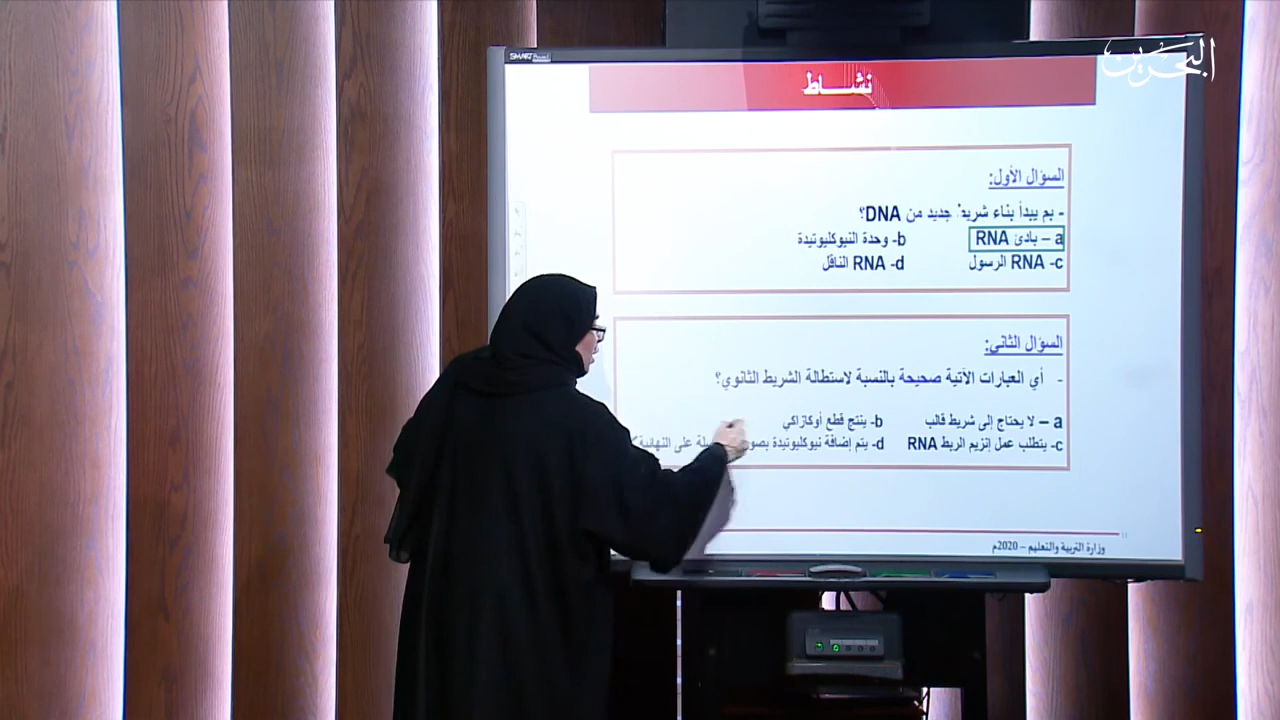 البحرين
SMART
نشـــاط
السؤال الأول:
- بم يبدأ بناء شريط جديد من DNA؟
a – بادئ RNA b- وحدة النيوكليوتيدة
c- RNA الرسول d- RNA الناقل
السؤال الثاني:
- أي العبارات الآتية صحيحة بالنسبة لاستطالة الشريط الثانوي؟
a – لا يحتاج إلى شريط قالب b- ينتج قطع أوكازاكي
c- يتطلب عمل إنزيم الربط RNA d- يتم إضافة نيوكليوتيدة على النهاية
وزارة التربية والتعليم – 2020م